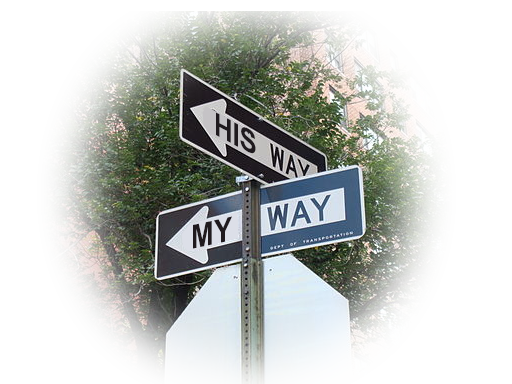 HIS WAY
MY WAY
DEPT OF TRANSPORTATION